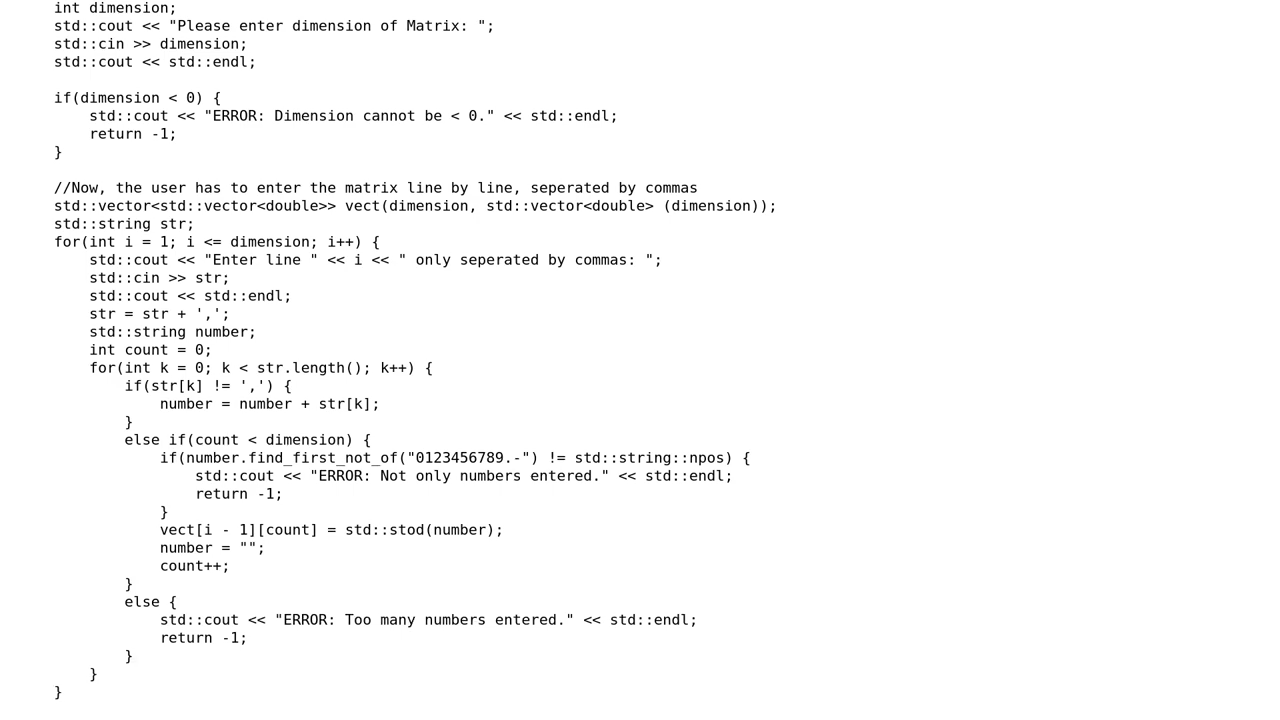 int dimension;
std::cout << "Please enter dimension of Matrix: ";
std::cin >> dimension;
std::cout << std::endl;

if(dimension < 0) {
    std::cout << "ERROR: Dimension cannot be < 0." << std::endl;
    return -1;
}

//Now, the user has to enter the matrix line by line, seperated by commas
std::vector<std::vector<double>> vect(dimension, std::vector<double> (dimension));
std::string str;
for(int i = 1; i <= dimension; i++) {
    std::cout << "Enter line " << i << " only seperated by commas: ";
    std::cin >> str;
    std::cout << std::endl;
    str = str + ',';
    std::string number;
    int count = 0;
    for(int k = 0; k < str.length(); k++) {
        if(str[k] != ',') {
            number = number + str[k];
        }
        else if(count < dimension) {
            if(number.find_first_not_of("0123456789.-") != std::string::npos) {
                std::cout << "ERROR: Not only numbers entered." << std::endl;
                return -1;
            }
            vect[i - 1][count] = std::stod(number);
            number = "";
            count++;
        }
        else {
            std::cout << "ERROR: Too many numbers entered." << std::endl;
            return -1;
        }
    }
}